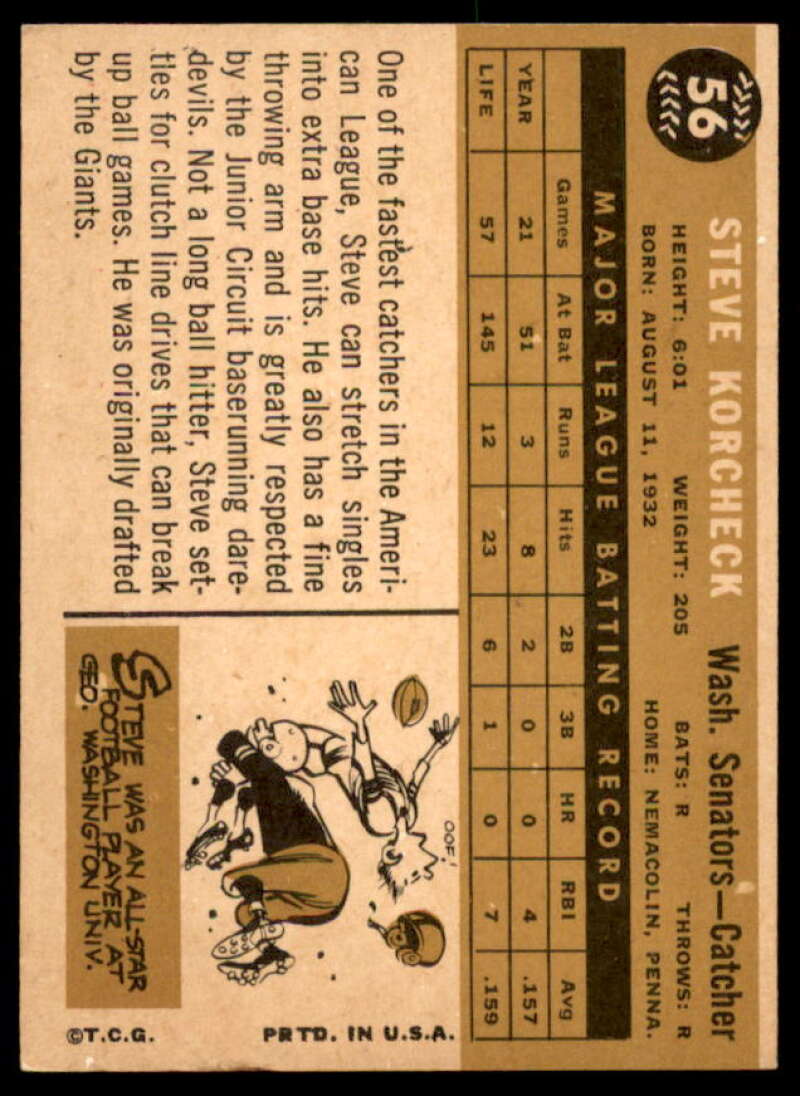 56
STEVE KORCHECK Wash. Senators—Catcher
HEIGHT: 6:01 WEIGHT: 205 BATS: R THROWS: R
BORN: AUGUST 11, 1932 HOME: NEMACOLIN, PENNA.
MAJOR LEAGUE BATTING RECORD
Games At Bat Runs Hits 2B 3B HR RBI Avg
YEAR 21 51 3 8 2 0 0 4 .157
LIFE 57 145 12 23 6 1 0 7 .159
One of the fastest catchers in the Ameri-
can League, Steve can stretch singles
into extra base hits. He also has a fine
throwing arm and is greatly respected
by the Junior Circuit baserunning dare-
devils. Not a long ball hitter, Steve set-
tles for clutch line drives that can break
up ball games. He was originally drafted
by the Giants.
OOF!
STEVE WAS AN ALL-STAR
FOOTBALL PLAYER AT
GEO. WASHINGTON UNIV.
©T.C.G. PRTD. IN U.S.A.